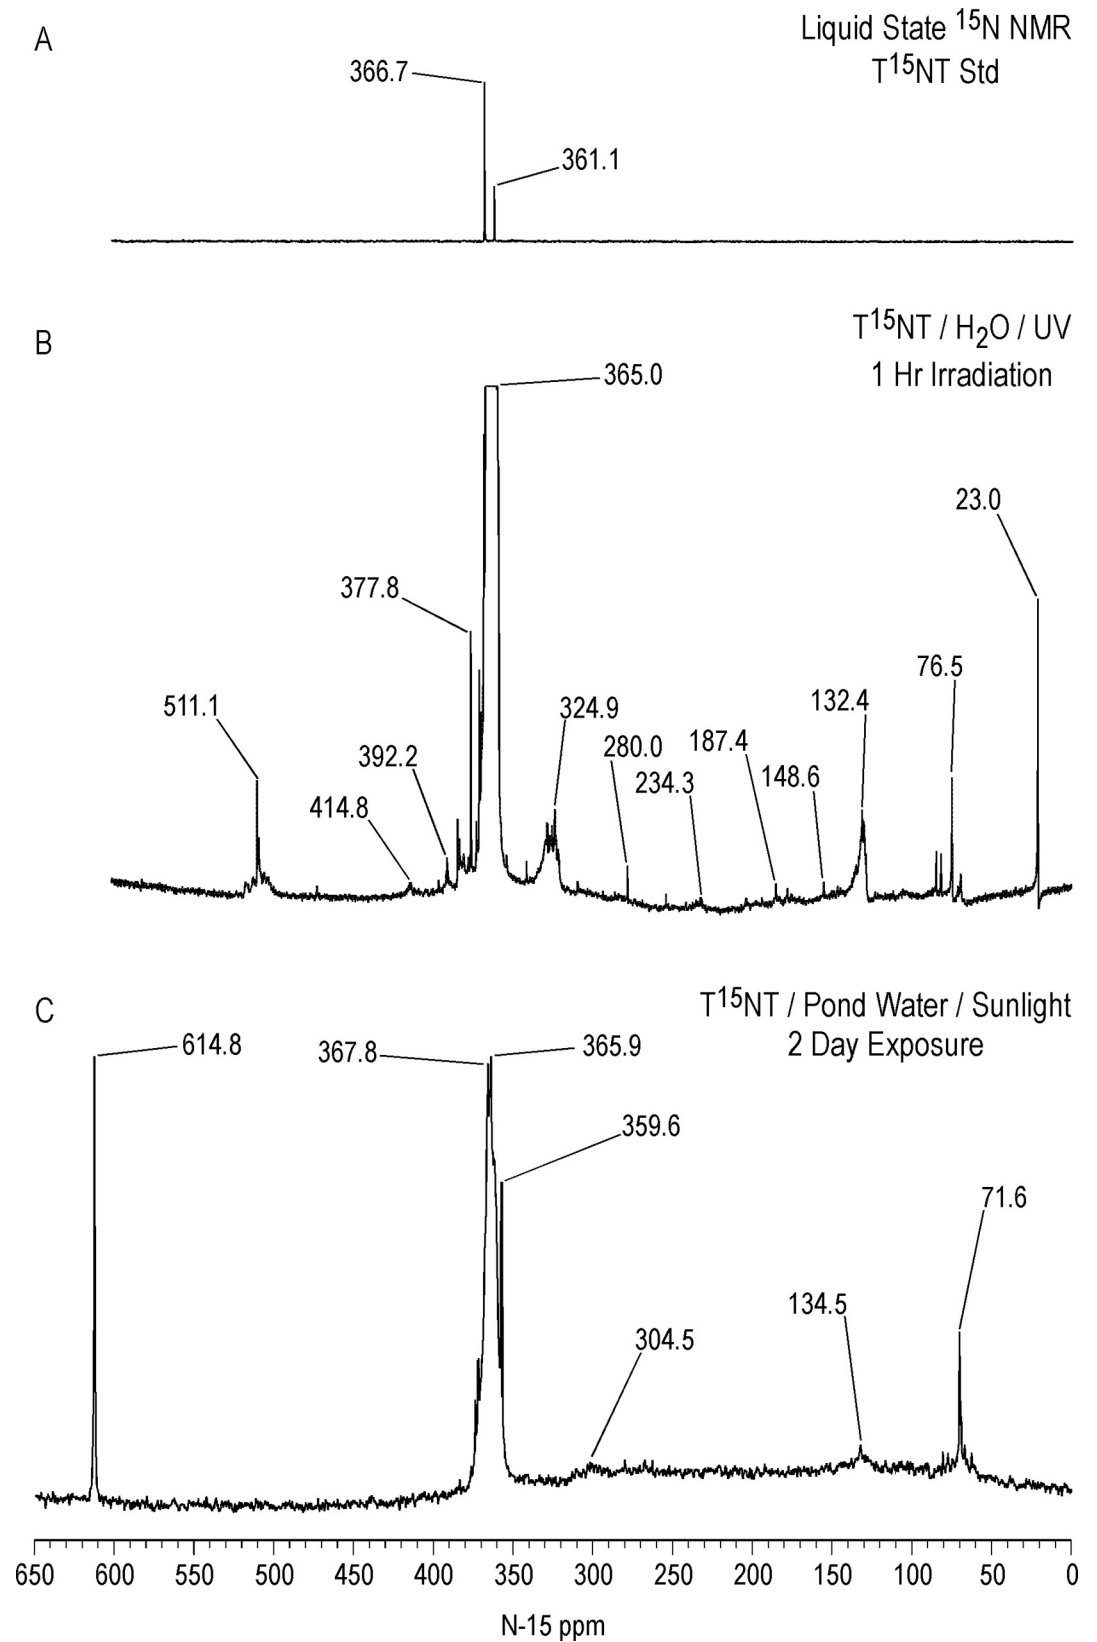 A
Liquid State ¹⁵N NMR
T¹⁵NT Std
366.7
361.1
B
T¹⁵NT / H₂O / UV
1 Hr Irradiation
365.0
23.0
377.8
76.5
132.4
511.1
324.9
187.4
280.0
392.2
234.3
148.6
414.8
C
T¹⁵NT / Pond Water / Sunlight
2 Day Exposure
614.8
367.8
365.9
359.6
71.6
134.5
304.5
650 600 550 500 450 400 350 300 250 200 150 100 50 0
N-15 ppm